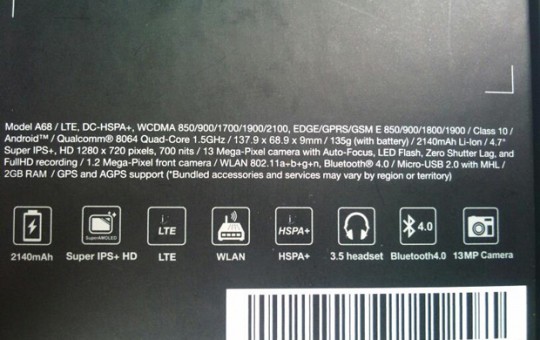 Model A68 / LTE, DC-HSPA+, WCDMA 850/900/1700/1900/2100, EDGE/GPRS/GSM E 850/900/1800/1900 / Class 10 /
Android™ / Qualcomm® 8064 Quad-Core 1.5GHz / 137.9 x 68.9 x 9mm / 135g (with battery) / 2140mAh Li-Ion / 4.7"
Super IPS+, HD 1280 x 720 pixels, 700 nits / 13 Mega-Pixel camera with Auto-Focus, LED Flash, Zero Shutter Lag, and
FullHD recording / 1.2 Mega-Pixel front camera / WLAN 802.11a+b+g+n, Bluetooth® 4.0 / Micro-USB 2.0 with MHL /
2GB RAM / GPS and AGPS support (*Bundled accessories and services may vary by region or territory)
SuperAMOLED
LTE
HSPA+
4.0
2140mAh
Super IPS+ HD
LTE
WLAN
HSPA+
3.5 headset
Bluetooth4.0
13MP Camera